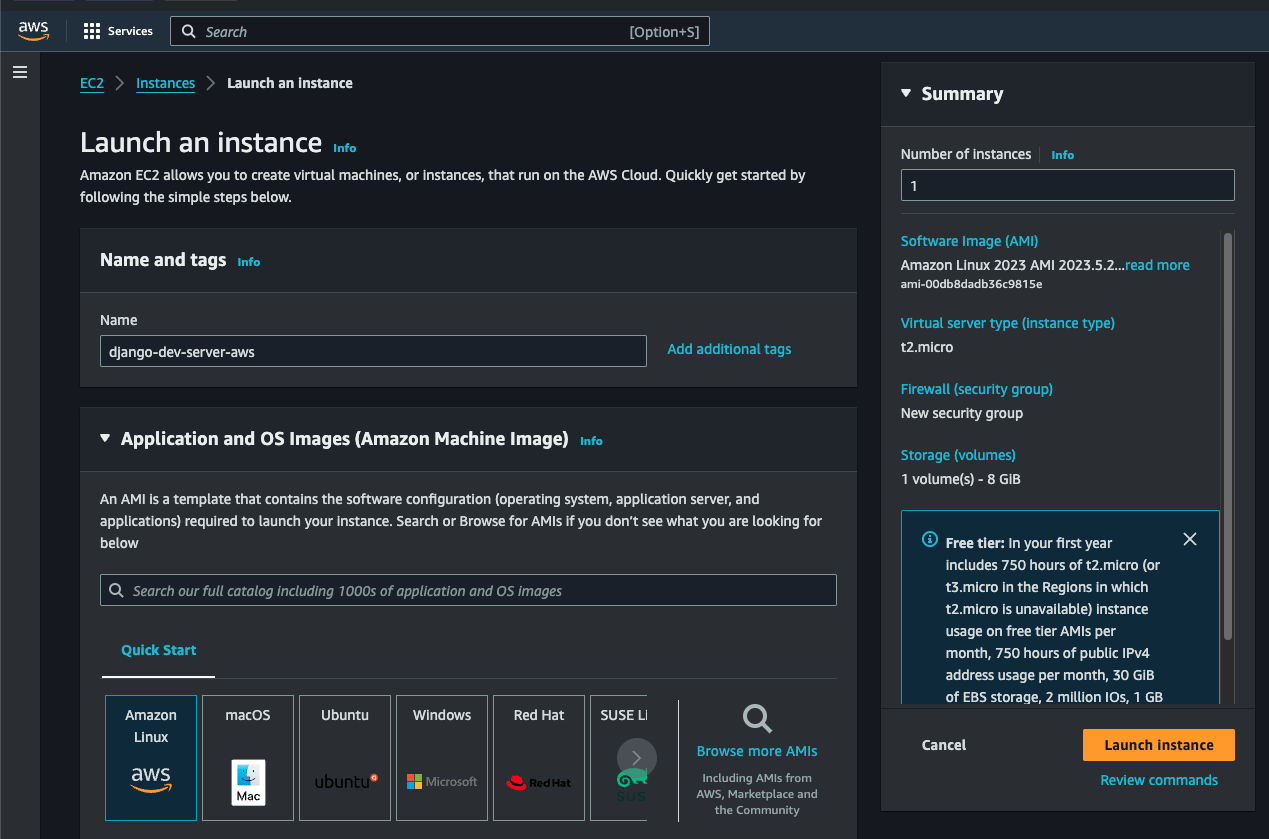 aws
Services
Search
[Option+S]
EC2
Instances
Launch an instance
Launch an instance
Info
Amazon EC2 allows you to create virtual machines, or instances, that run on the AWS Cloud. Quickly get started by
following the simple steps below.
Name and tags
Info
Name
django-dev-server-aws
Add additional tags
Application and OS Images (Amazon Machine Image)
Info
An AMI is a template that contains the software configuration (operating system, application server, and
applications) required to launch your instance. Search or Browse for AMIs if you don't see what you are looking for
below
Search our full catalog including 1000s of application and OS images
Quick Start
Amazon
Linux
aws
macOS
Mac
Ubuntu
ubuntu
Windows
Microsoft
Red Hat
Red Hat
SUSE Li
SUS
Browse more AMIs
Including AMIs from
AWS, Marketplace and
the Community
Summary
Number of instances
Info
1
Software Image (AMI)
Amazon Linux 2023 AMI 2023.5.2...read more
ami-00db8dadb36c9815e
Virtual server type (instance type)
t2.micro
Firewall (security group)
New security group
Storage (volumes)
1 volume(s) - 8 GiB
Free tier: In your first year
includes 750 hours of t2.micro (or
t3.micro in the Regions in which
t2.micro is unavailable) instance
usage on free tier AMIs per
month, 750 hours of public IPv4
address usage per month, 30 GiB
of EBS storage, 2 million IOs, 1 GB
Cancel
Launch instance
Review commands